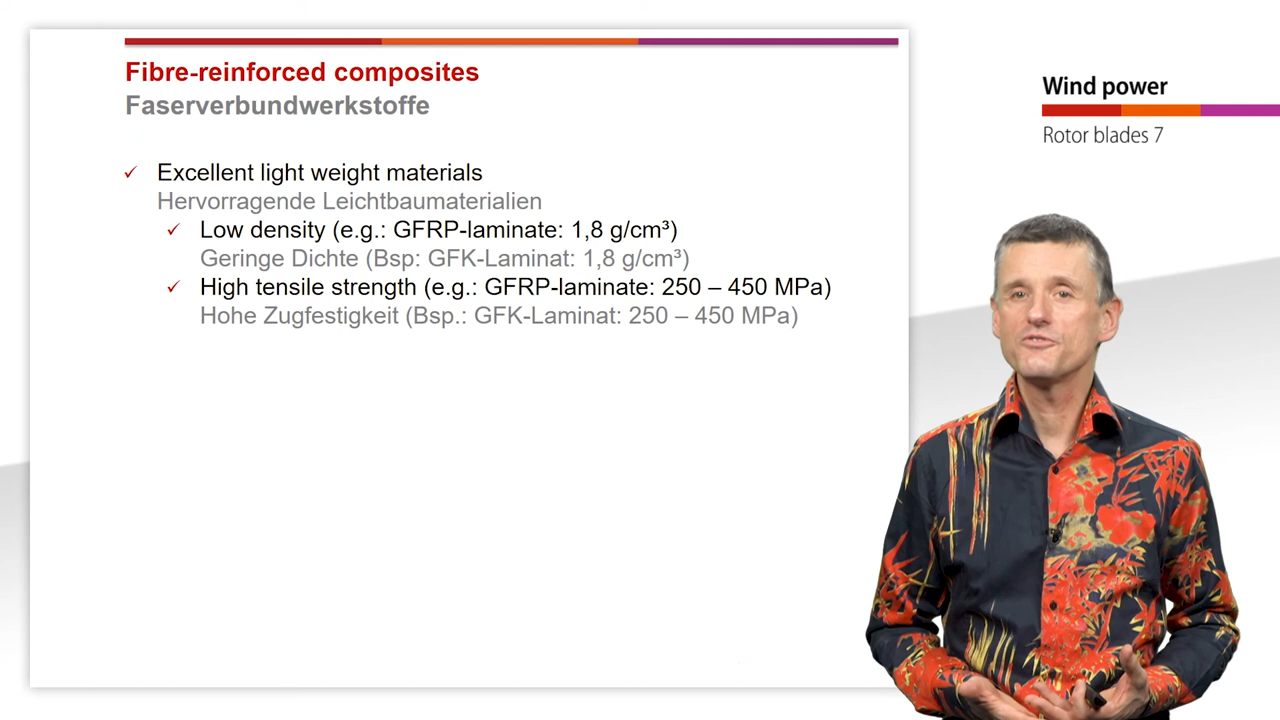 Fibre-reinforced composites
Faserverbundwerkstoffe
✓ Excellent light weight materials
Hervorragende Leichtbaumaterialien
✓ Low density (e.g.: GFRP-laminate: 1,8 g/cm³)
Geringe Dichte (Bsp: GFK-Laminat: 1,8 g/cm³)
✓ High tensile strength (e.g.: GFRP-laminate: 250 – 450 MPa)
Hohe Zugfestigkeit (Bsp.: GFK-Laminat: 250 – 450 MPa)
Wind power
Rotor blades 7